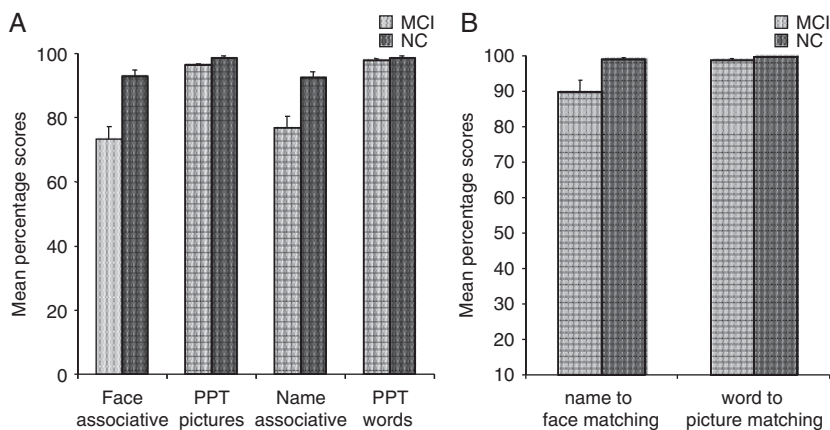 A
MCI
NC
Mean percentage scores
100
80
60
40
20
0
Face associative
PPT pictures
Name associative
PPT words
B
MCI
NC
Mean percentage scores
100
90
80
70
60
50
40
30
20
10
name to
face matching
word to
picture matching